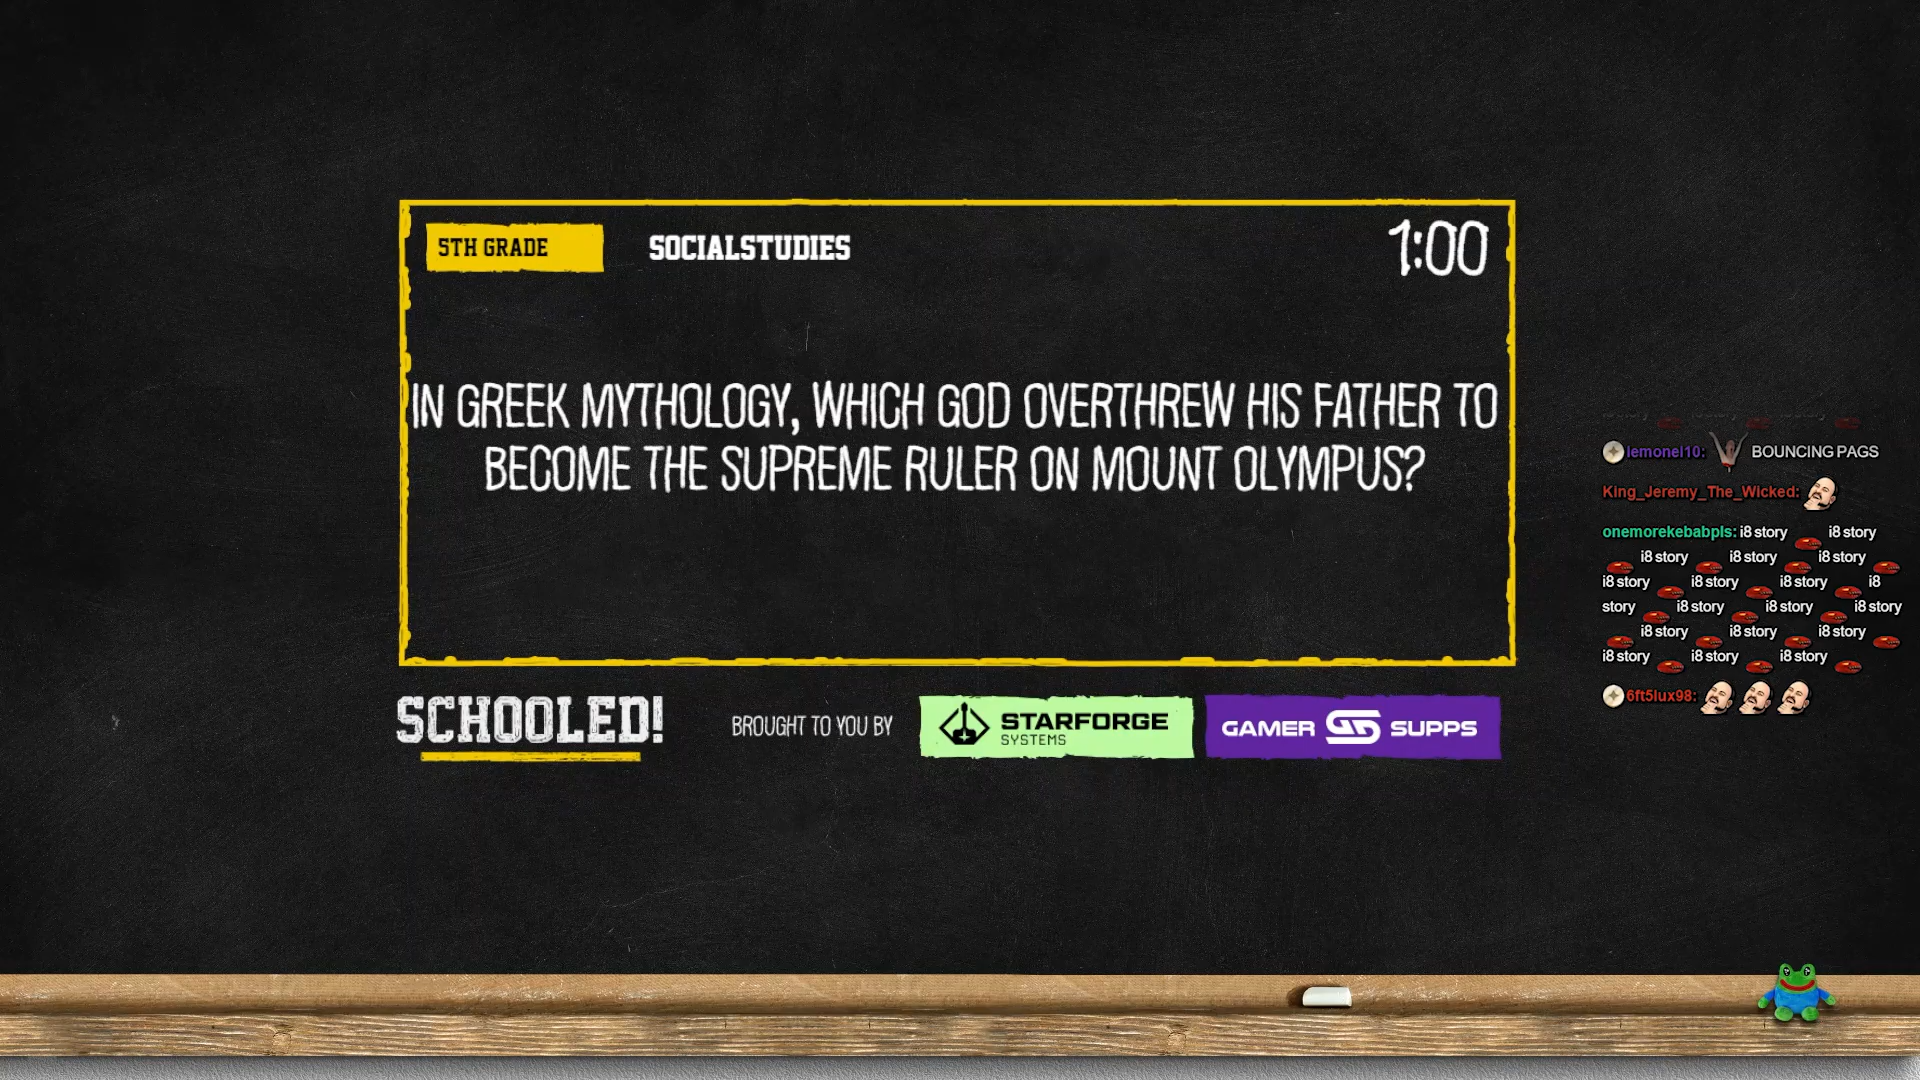 5TH GRADE
SOCIALSTUDIES
1:00
IN GREEK MYTHOLOGY, WHICH GOD OVERTHREW HIS FATHER TO
BECOME THE SUPREME RULER ON MOUNT OLYMPUS?
SCHOOLED!
BROUGHT TO YOU BY
STARFORGE
SYSTEMS
GAMER SUPPS
lemonel10: BOUNCING PAGS
King_Jeremy_The_Wicked:
onemorekebabpls: i8 story i8 story
i8 story i8 story i8 story
i8 story i8 story i8 story i8
story i8 story i8 story i8 story
i8 story i8 story i8 story
i8 story i8 story i8 story
6ft5lux98: